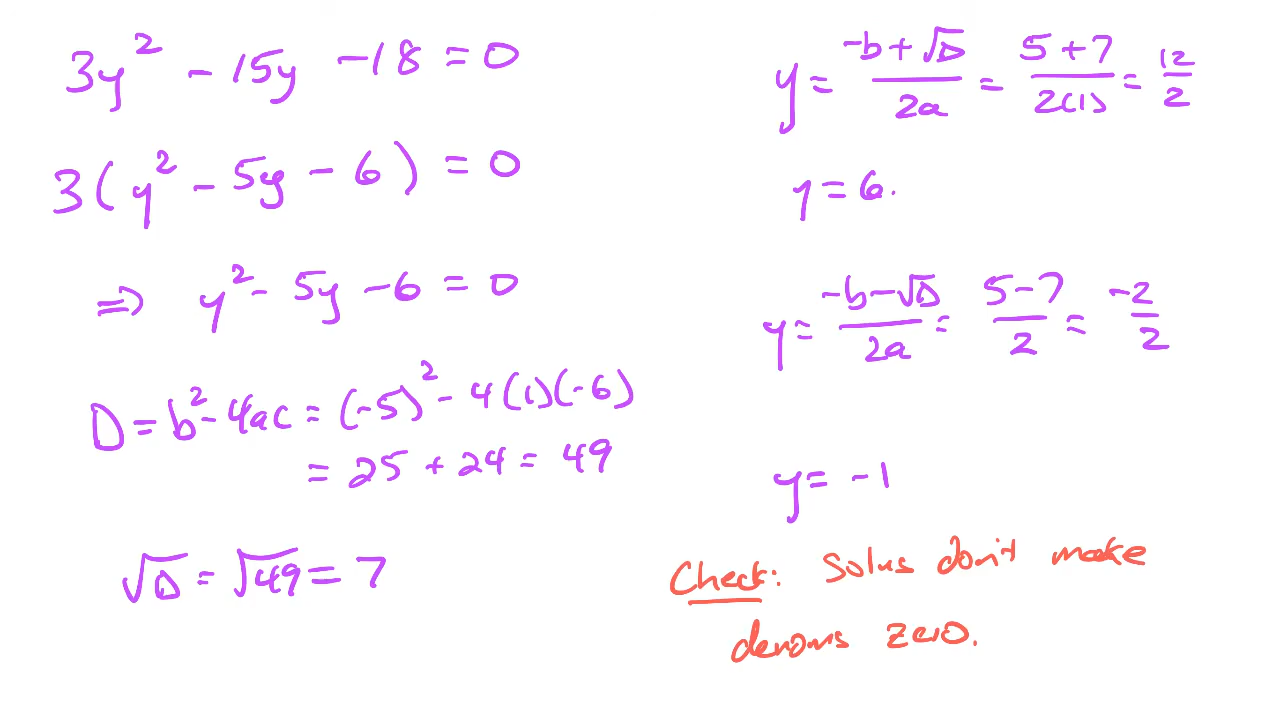 3y² - 15y - 18 = 0
3(y² - 5y - 6) = 0
⇒ y² - 5y - 6 = 0
D = b² - 4ac = (-5)² - 4(1)(-6)
= 25 + 24 = 49
√D = √49 = 7
y = (-b + √D)/2a = (5 + 7)/2(1) = 12/2
y = 6.
y = (-b - √D)/2a = (5 - 7)/2 = -2/2
y = -1
Check: Solns don't make
denoms zero.